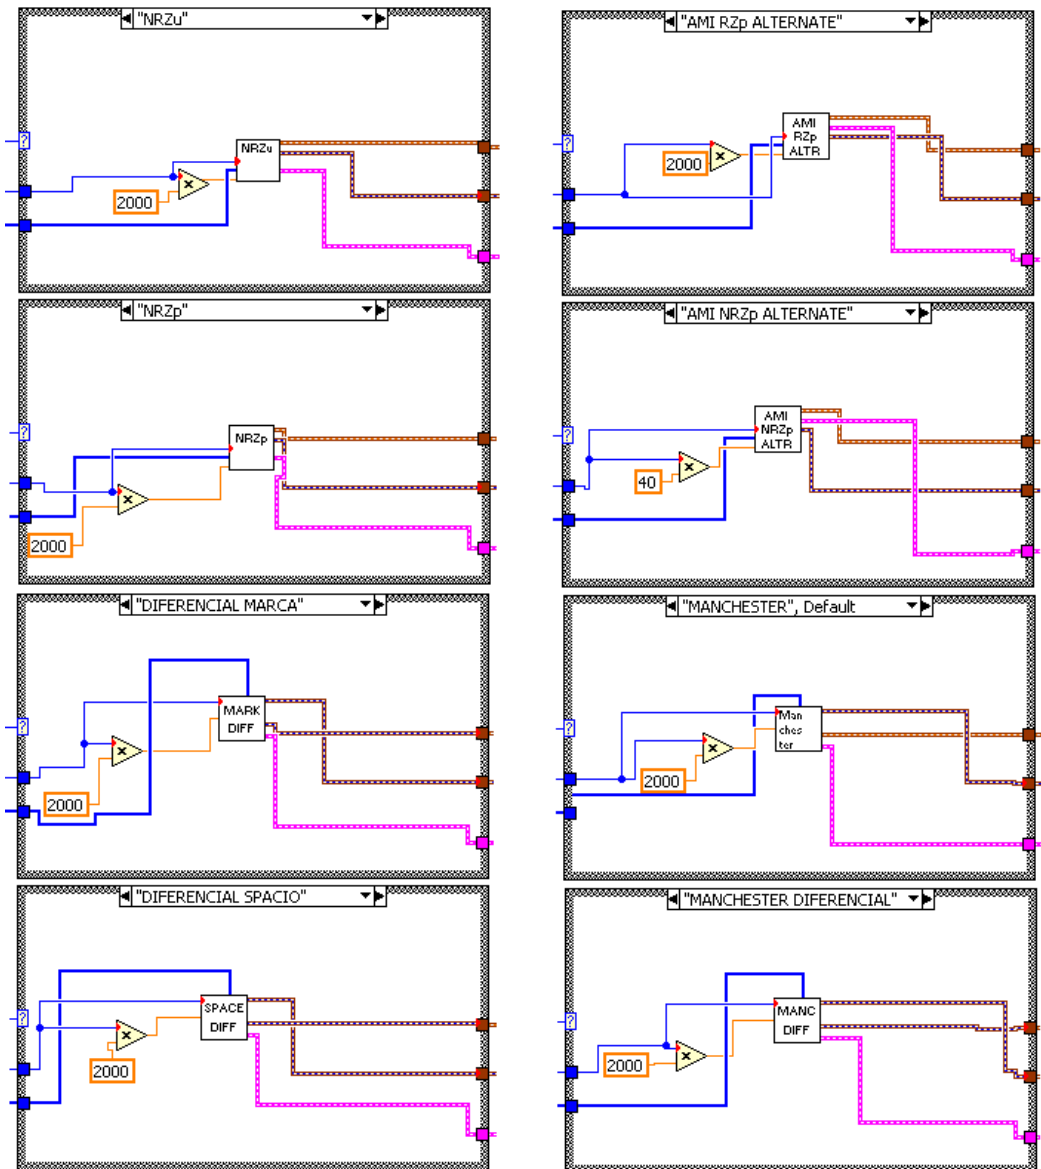 "NRZu"
NRZu
×
2000
?
"AMI RZp ALTERNATE"
AMI
RZp
ALTR
×
2000
?
"NRZp"
NRZp
×
2000
?
"AMI NRZp ALTERNATE"
AMI
NRZp
ALTR
×
40
?
"DIFERENCIAL MARCA"
MARK
DIFF
×
2000
?
"MANCHESTER", Default
Man
ches
ter
×
2000
?
"DIFERENCIAL SPACIO"
SPACE
DIFF
×
2000
?
"MANCHESTER DIFERENCIAL"
MANC
DIFF
×
2000
?